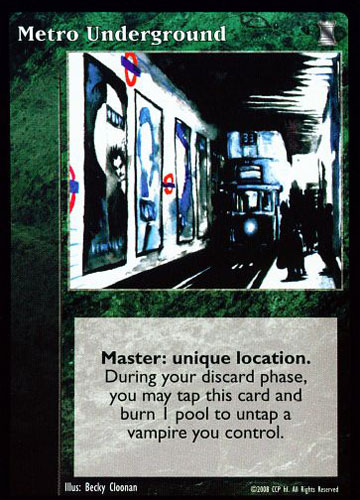 Metro Underground
33
Master: unique location.
During your discard phase,
you may tap this card and
burn 1 pool to untap a
vampire you control.
Illus: Becky Cloonan
©2008 CCP hf. All Rights Reserved